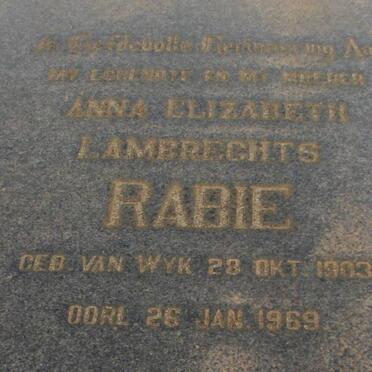 In Liefdevolle Herinnering Aan
MY EGGENOTE EN MY MOEDER
ANNA ELIZABETH
LAMBRECHTS
RABIE
GEB. VAN WYK 28 OKT. 1903
OORL. 26 JAN. 1969